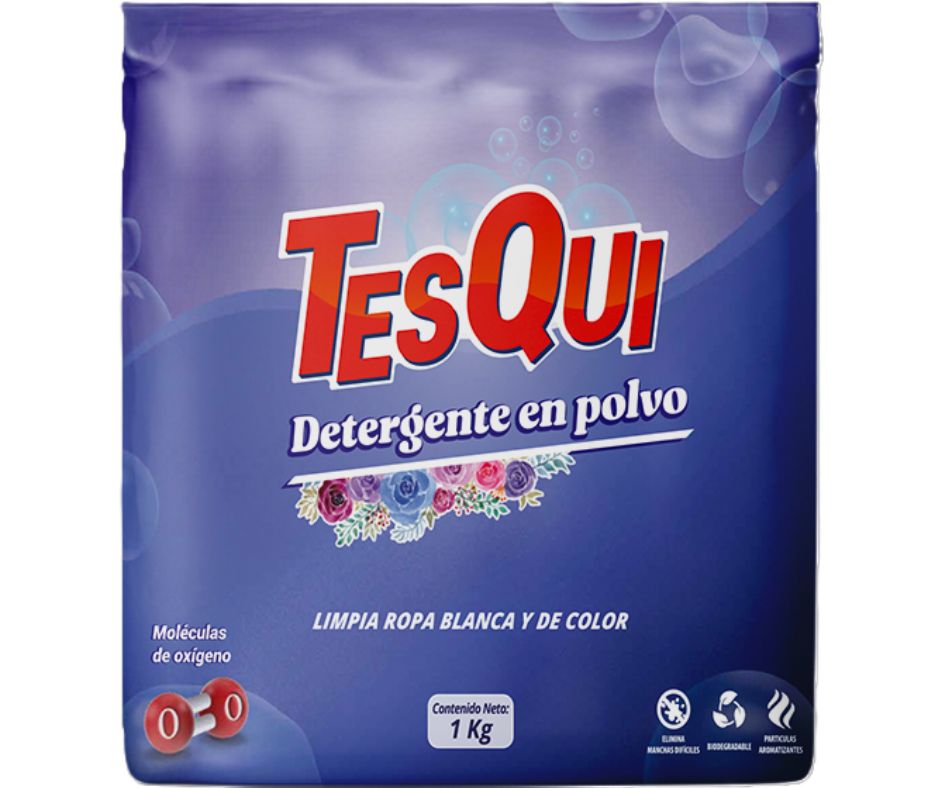 TESQUI
Detergente en polvo
LIMPIA ROPA BLANCA Y DE COLOR
Moléculas
de oxígeno
O=O
Contenido Neto:
1 Kg
ELIMINA
MANCHAS DIFÍCILES
BIODEGRADABLE
PARTICULAS
AROMATIZANTES